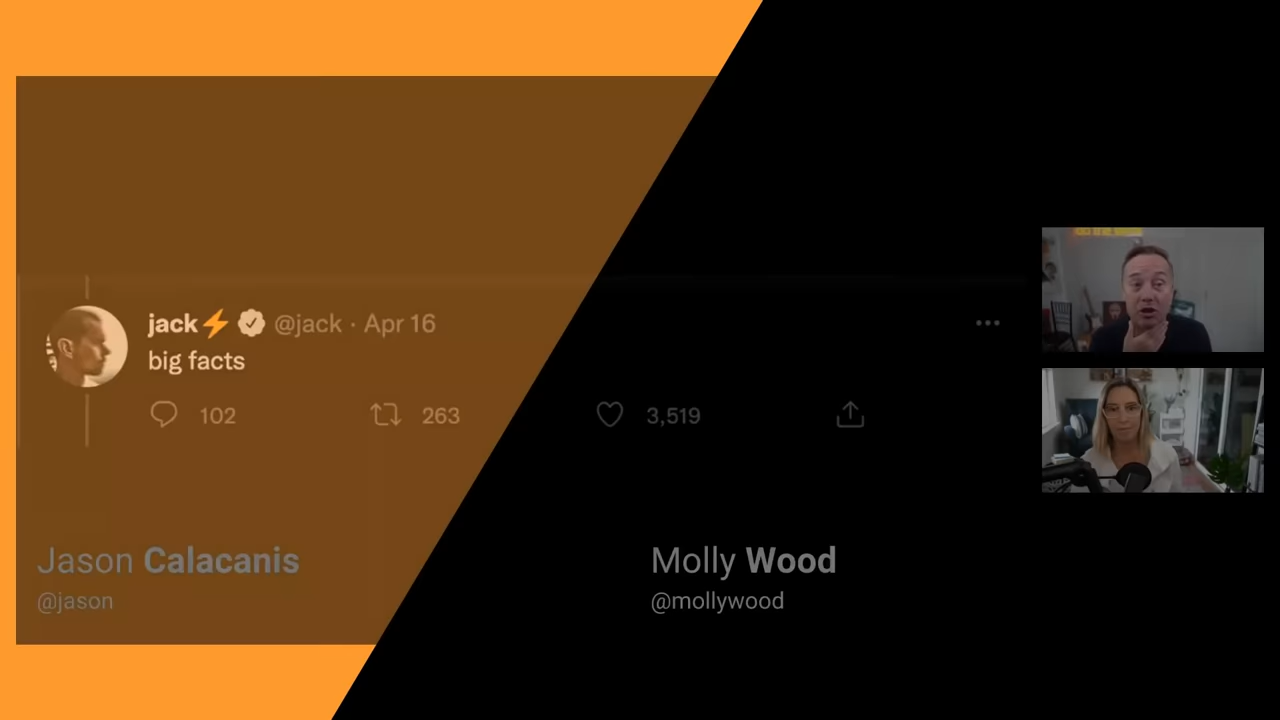 jack⚡ @jack · Apr 16
big facts
102 263 3,519
Jason Calacanis
@jason
Molly Wood
@mollywood